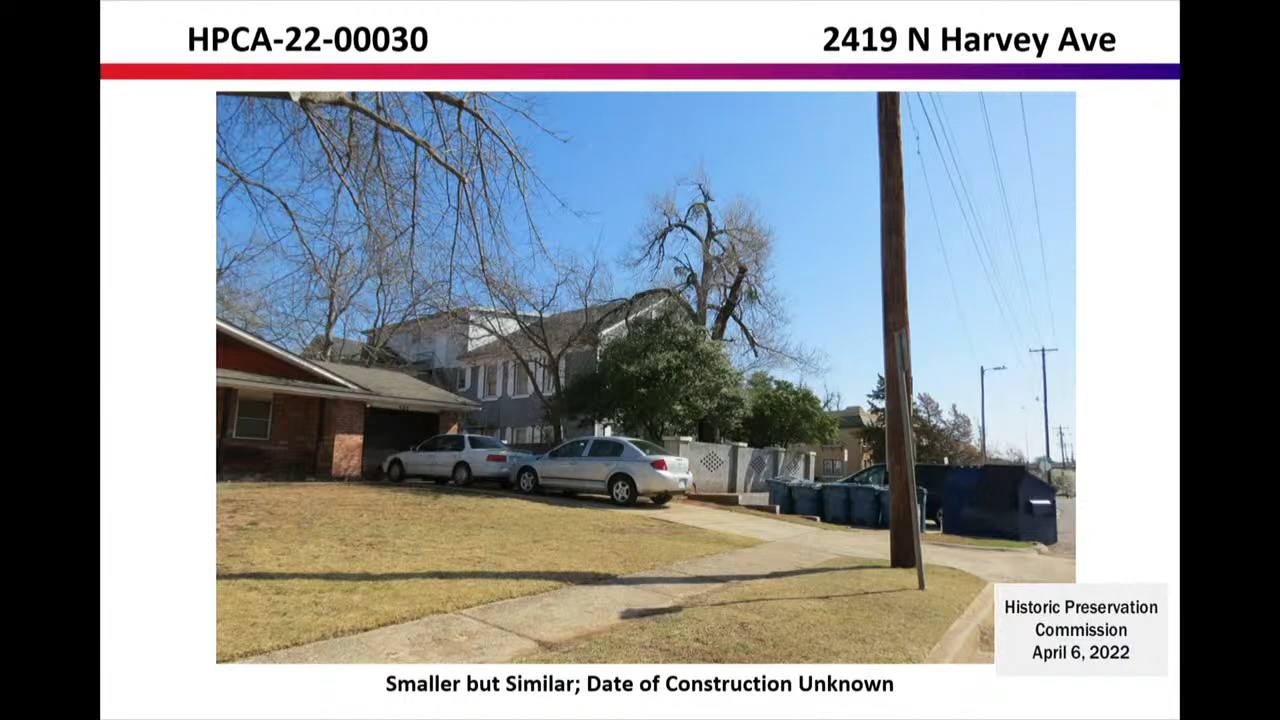 HPCA-22-00030
2419 N Harvey Ave
Historic Preservation
Commission
April 6, 2022
Smaller but Similar; Date of Construction Unknown